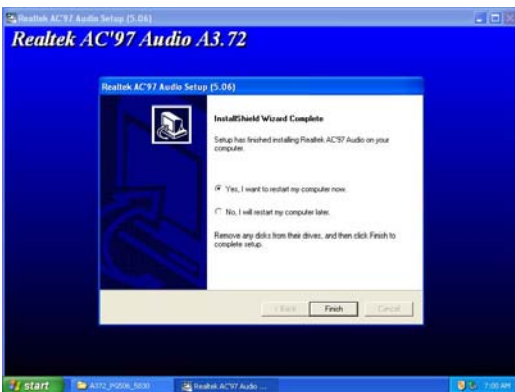 Realtek AC'97 Audio Setup (5.06)
Realtek AC'97 Audio A3.72
Realtek AC'97 Audio Setup (5.06)
InstallShield Wizard Complete
Setup has finished installing Realtek AC'97 Audio on your
computer.
Yes, I want to restart my computer now.
No, I will restart my computer later.
Remove any disks from their drives, and then click Finish to
complete setup.
< Back
Finish
Cancel
start
Realtek AC'97 Audio ...
7:00 AM